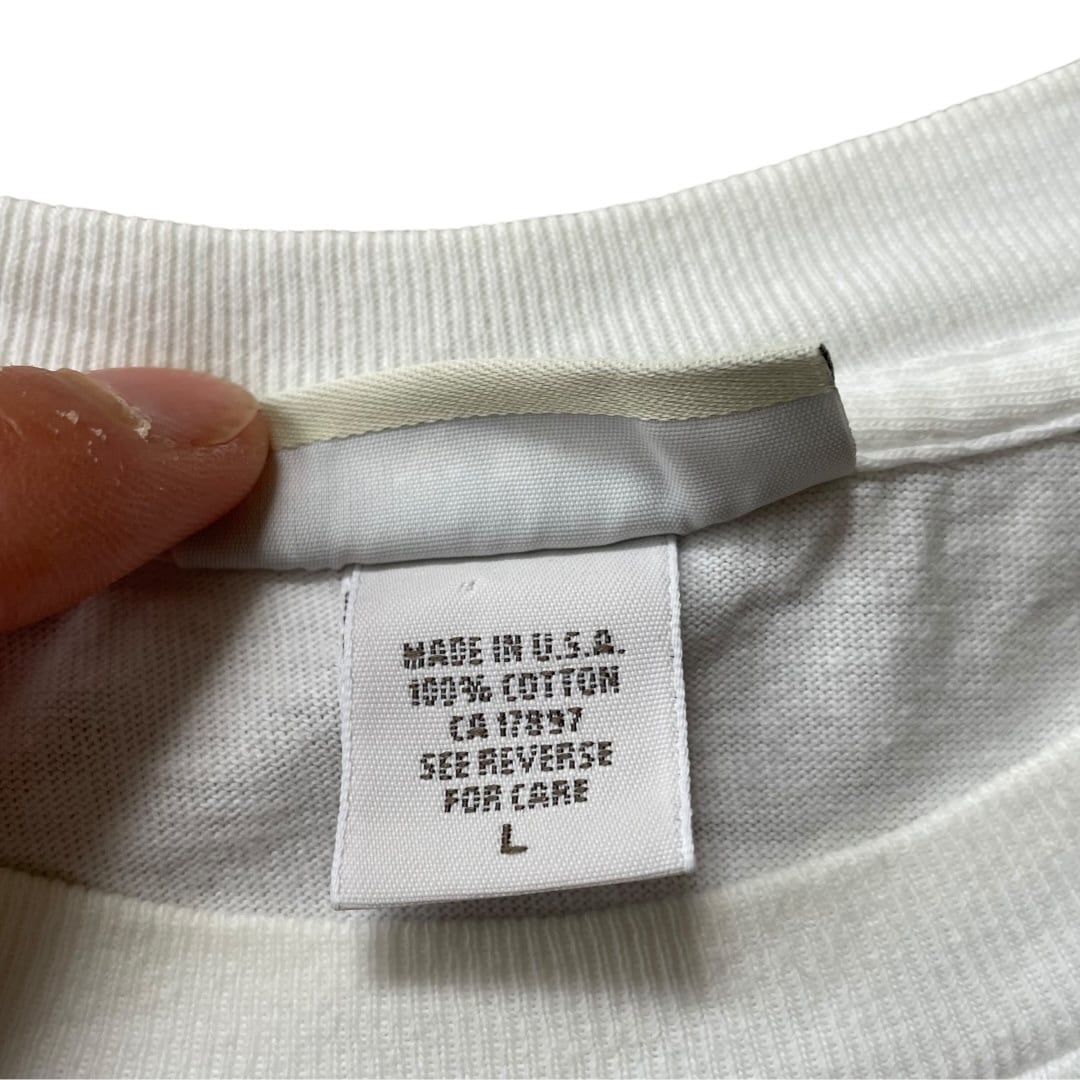 MADE IN U.S.A.
100% COTTON
CA 17897
SEE REVERSE
FOR CARE
L